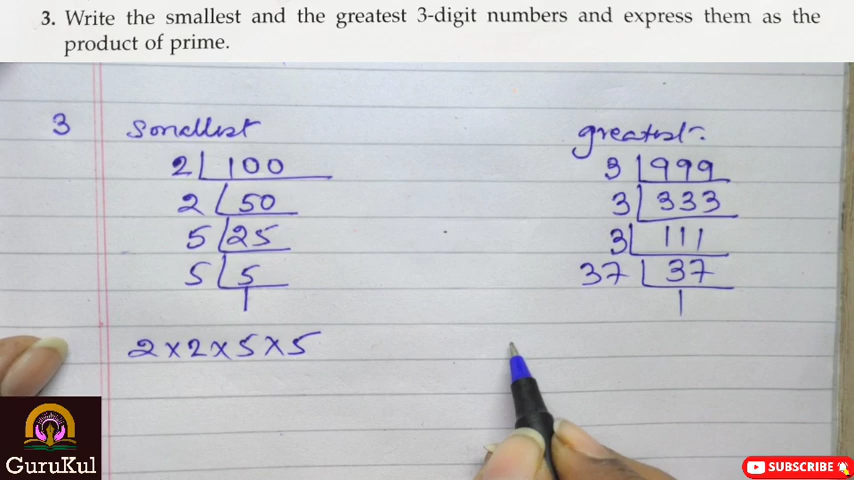 3. Write the smallest and the greatest 3-digit numbers and express them as the
product of prime.
3 smallest greatest:
2 100 3 999
2 50 3 333
5 25 3 111
5 5 37 37
1 1
2 × 2 × 5 × 5
GURUKUL
SUBSCRIBE